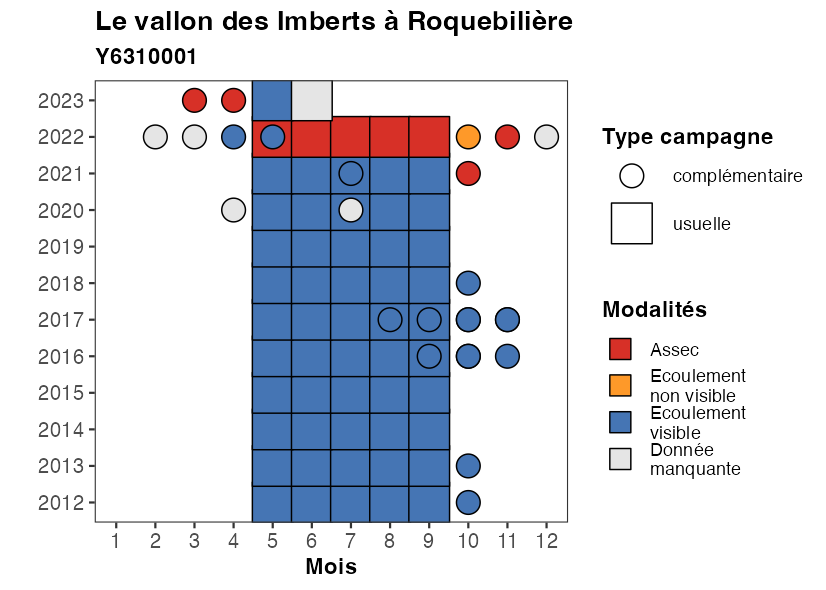 Le vallon des Imberts à Roquebilière
Y6310001
2023
2022
2021
2020
2019
2018
2017
2016
2015
2014
2013
2012
1 2 3 4 5 6 7 8 9 10 11 12
Mois
Type campagne
complémentaire
usuelle
Modalités
Assec
Ecoulement
non visible
Ecoulement
visible
Donnée
manquante